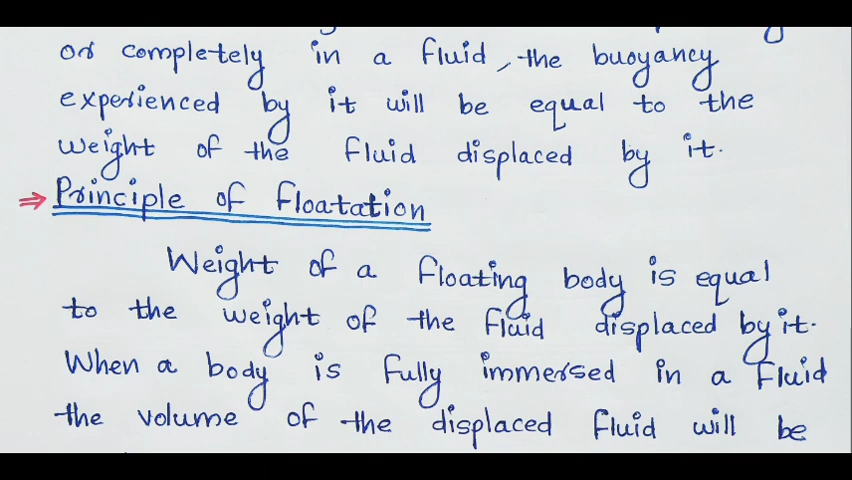 or completely in a fluid, the buoyancy
experienced by it will be equal to the
weight of the fluid displaced by it.
⇒ Principle of Floatation
Weight of a floating body is equal
to the weight of the fluid displaced by it.
When a body is fully immersed in a fluid
the volume of the displaced fluid will be